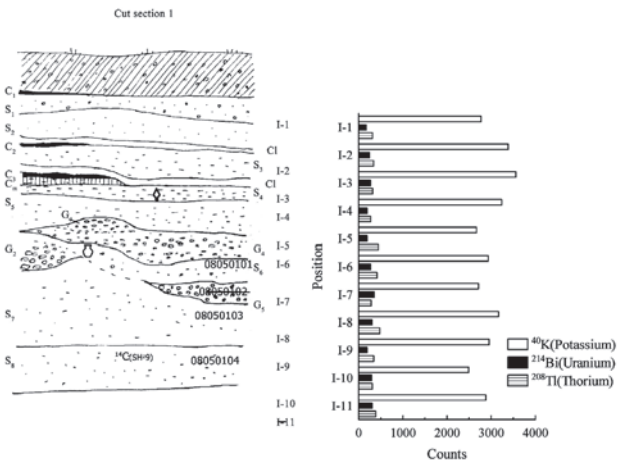 Cut section 1
C1
S1
I-1
S2
C2
Cl
S3
I-2
C3
Cl
S4
I-3
S5
I-4
G4
I-5
G2
I-6
08050101
S6
08050102
I-7
G5
08050103
S7
I-8
14C(SH-9)
08050104
S8
I-9
I-10
I-11
Position
I-1
I-2
I-3
I-4
I-5
I-6
I-7
I-8
I-9
I-10
I-11
40K(Potassium)
214Bi(Uranium)
208Tl(Thorium)
0 1000 2000 3000 4000
Counts